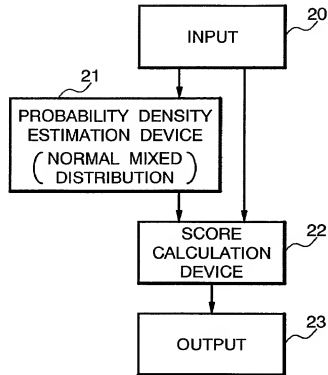 20
INPUT
21
PROBABILITY DENSITY
ESTIMATION DEVICE
(NORMAL MIXED
DISTRIBUTION)
SCORE
CALCULATION
DEVICE
22
OUTPUT
23